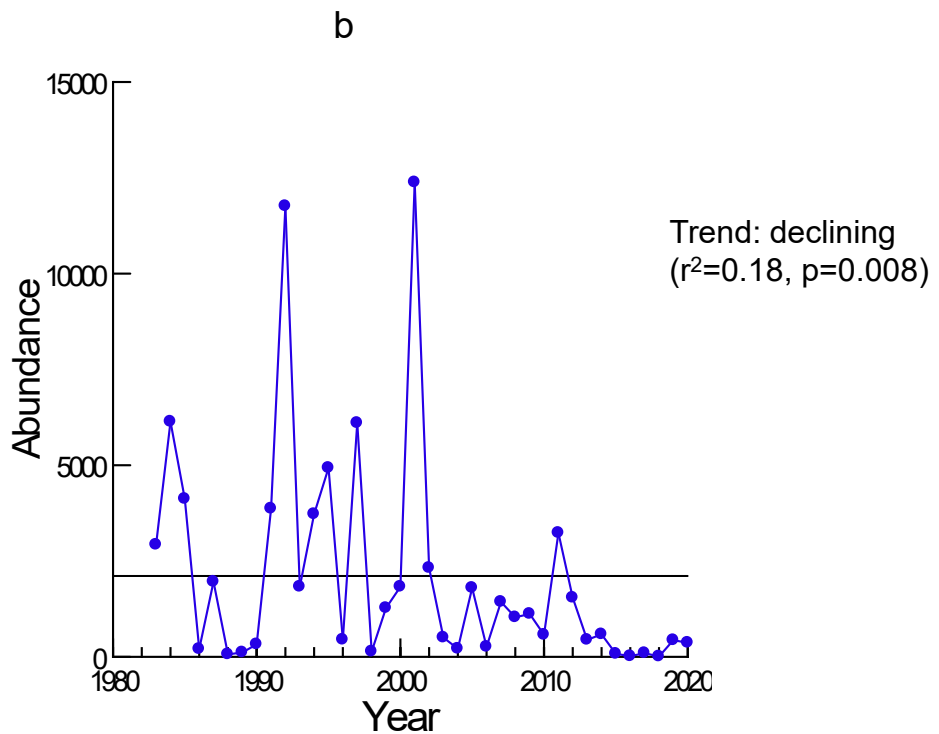 b
15000
10000
5000
0
Abundance
1980 1990 2000 2010 2020
Year
Trend: declining
(r²=0.18, p=0.008)